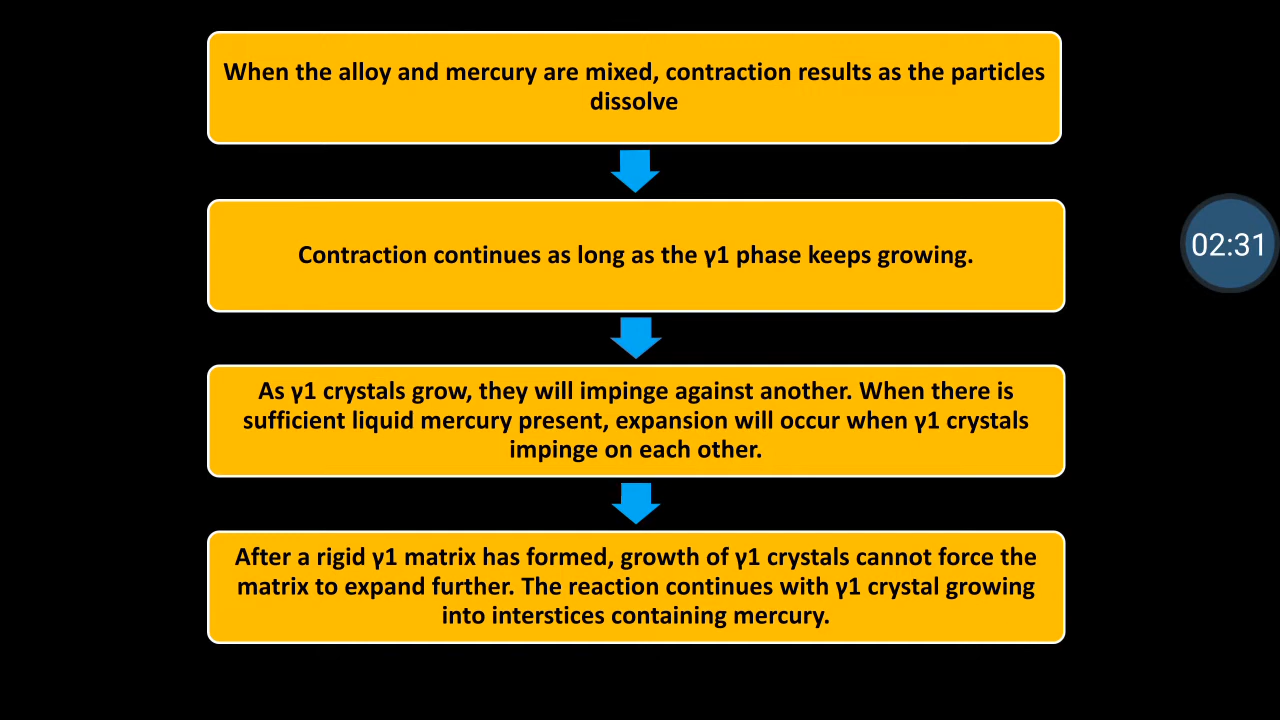 When the alloy and mercury are mixed, contraction results as the particles
dissolve
Contraction continues as long as the γ1 phase keeps growing.
02:31
As γ1 crystals grow, they will impinge against another. When there is
sufficient liquid mercury present, expansion will occur when γ1 crystals
impinge on each other.
After a rigid γ1 matrix has formed, growth of γ1 crystals cannot force the
matrix to expand further. The reaction continues with γ1 crystal growing
into interstices containing mercury.